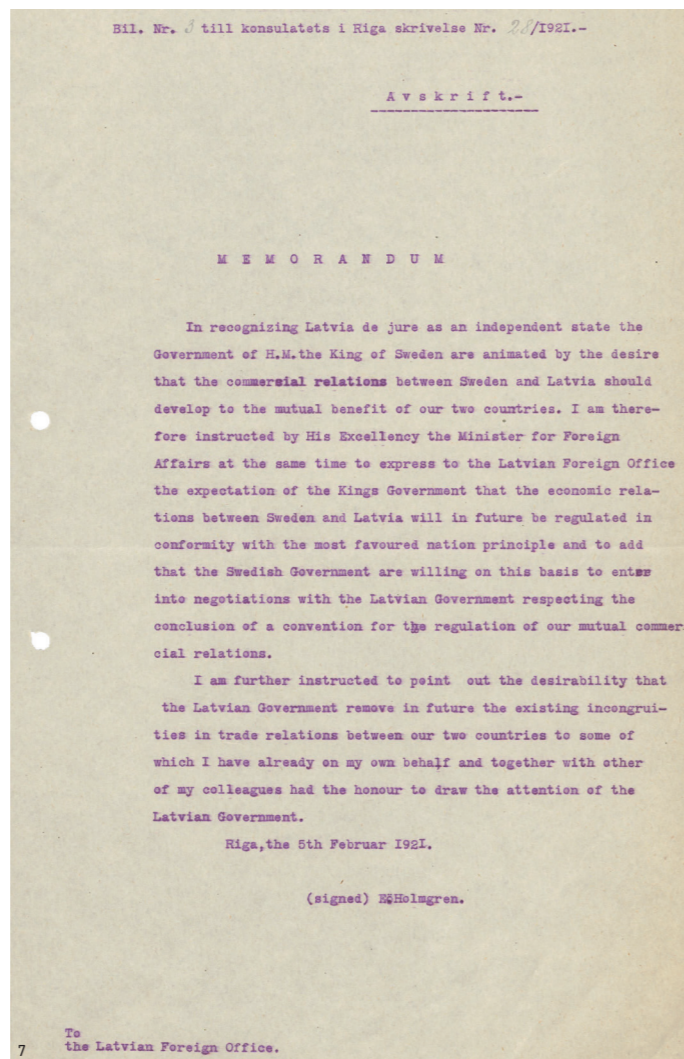 Bil. Nr. 3 till konsulatets i Riga skrivelse Nr. 28/1921.-
Avskrift.-
MEMORANDUM
In recognizing Latvia de jure as an independent state the
Government of H.M.the King of Sweden are animated by the desire
that the commersial relations between Sweden and Latvia should
develop to the mutual benefit of our two countries. I am there-
fore instructed by His Excellency the Minister for Foreign
Affairs at the same time to express to the Latvian Foreign Office
the expectation of the Kings Government that the economic rela-
tions between Sweden and Latvia will in future be regulated in
conformity with the most favoured nation principle and to add
that the Swedish Government are willing on this basis to enter
into negotiations with the Latvian Government respecting the
conclusion of a convention for the regulation of our mutual commer
cial relations.
I am further instructed to point out the desirability that
the Latvian Government remove in future the existing incongrui-
ties in trade relations between our two countries to some of
which I have already on my own behalf and together with other
of my colleagues had the honour to draw the attention of the
Latvian Government.
Riga,the 5th Februar 1921.
(signed) Holmgren.
To
the Latvian Foreign Office.
7